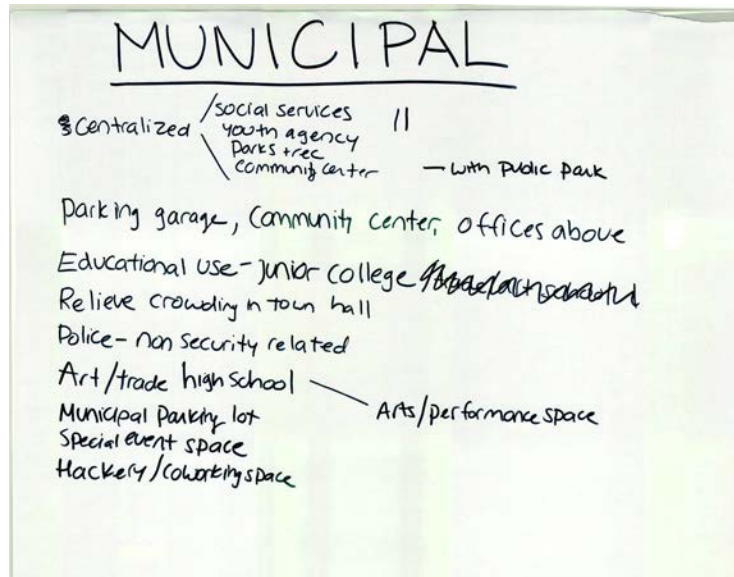 MUNICIPAL
Centralized
/social services
youth agency
Parks + rec
community center
— with public park
Parking garage, Community center, offices above
Educational use - junior college
Relieve crowding in town hall
Police - non security related
Art/trade high school
Arts/performance space
Municipal Parking lot
Special event space
Hackery/coworking space